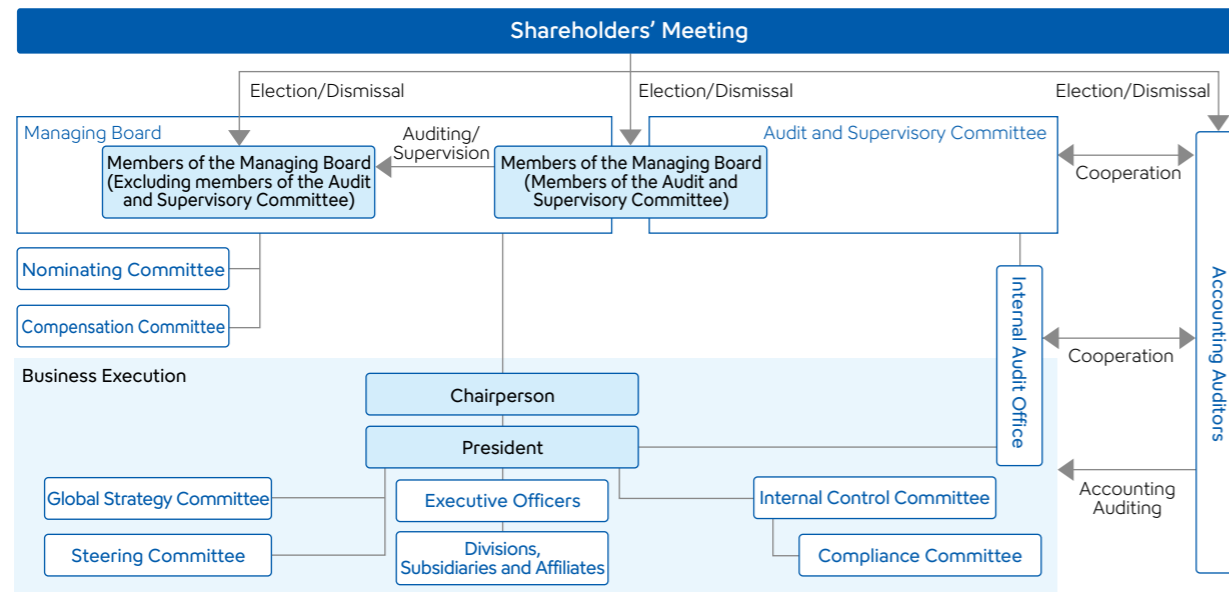 Shareholders’ Meeting
Election/Dismissal
Election/Dismissal
Election/Dismissal
Managing Board
Auditing/
Supervision
Audit and Supervisory Committee
Members of the Managing Board
(Excluding members of the Audit
and Supervisory Committee)
Members of the Managing Board
(Members of the Audit and
Supervisory Committee)
Cooperation
Nominating Committee
Compensation Committee
Internal Audit Office
Cooperation
Accounting Auditors
Business Execution
Chairperson
President
Global Strategy Committee
Executive Officers
Internal Control Committee
Accounting
Auditing
Steering Committee
Divisions,
Subsidiaries and Affiliates
Compliance Committee